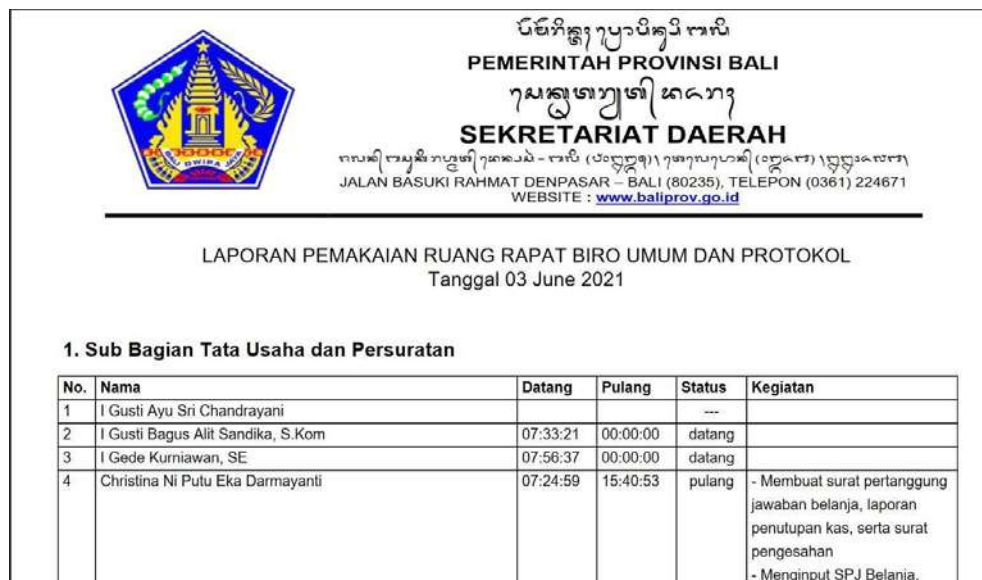 PEMERINTAH PROVINSI BALI
SEKRETARIAT DAERAH
JALAN BASUKI RAHMAT DENPASAR – BALI (80235), TELEPON (0361) 224671
WEBSITE : www.baliprov.go.id
BALI DWIPA JAYA
LAPORAN PEMAKAIAN RUANG RAPAT BIRO UMUM DAN PROTOKOL
Tanggal 03 June 2021
1. Sub Bagian Tata Usaha dan Persuratan
No. Nama Datang Pulang Status Kegiatan
1 I Gusti Ayu Sri Chandrayani ---
2 I Gusti Bagus Alit Sandika, S.Kom 07:33:21 00:00:00 datang
3 I Gede Kurniawan, SE 07:56:37 00:00:00 datang
4 Christina Ni Putu Eka Darmayanti 07:24:59 15:40:53 pulang - Membuat surat pertanggung
jawaban belanja, laporan
penutupan kas, serta surat
pengesahan
- Menginput SPJ Belanja,